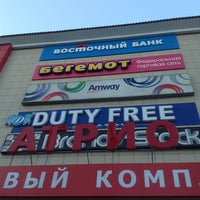 ВОСТОЧНЫЙ БАНК
Бегемот
Федеральная
торговая сеть
Amway
DUTY FREE
АТРИО
ВЫЙ КОМП